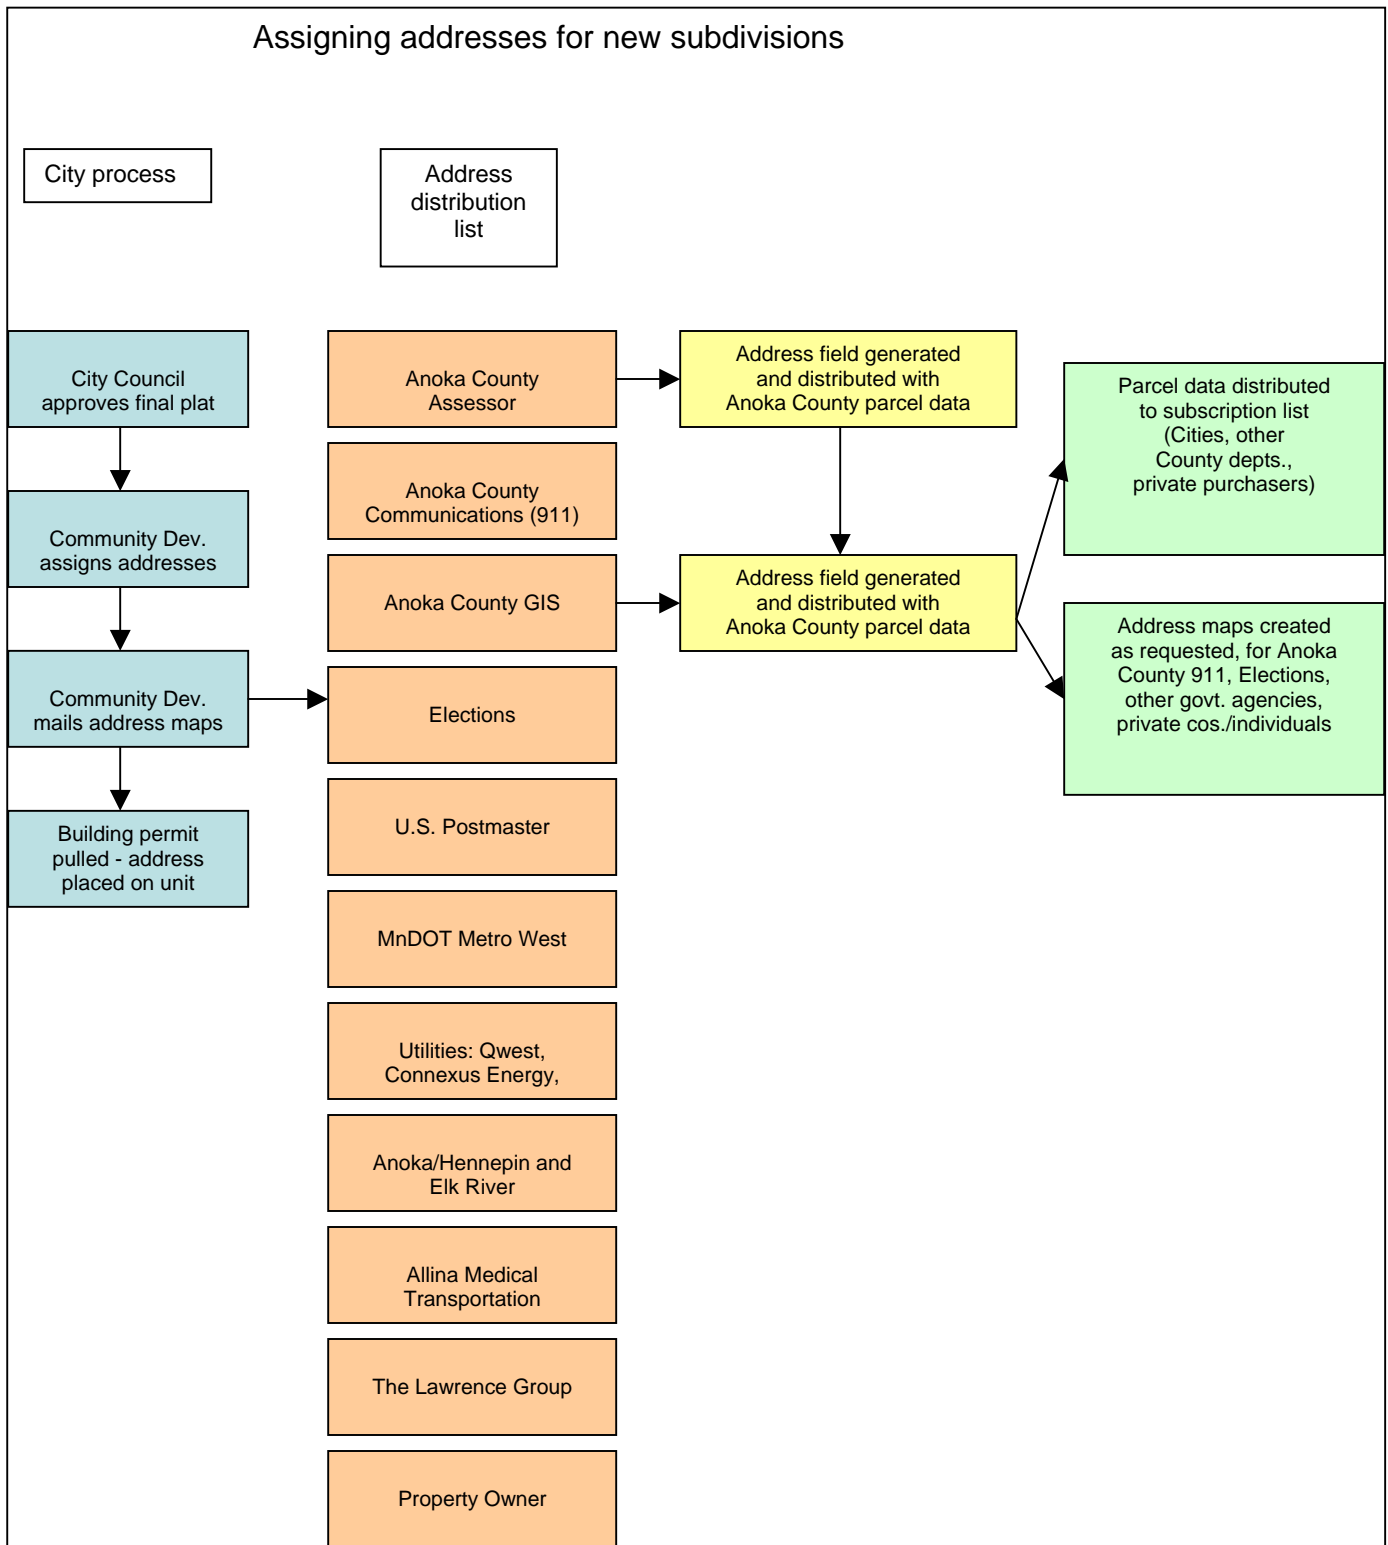 Assigning addresses for new subdivisions
City process
Address
distribution
list
City Council
approves final plat
Community Dev.
assigns addresses
Community Dev.
mails address maps
Building permit
pulled - address
placed on unit
Anoka County
Assessor
Anoka County
Communications (911)
Anoka County GIS
Elections
U.S. Postmaster
MnDOT Metro West
Utilities: Qwest,
Connexus Energy,
Anoka/Hennepin and
Elk River
Allina Medical
Transportation
The Lawrence Group
Property Owner
Address field generated
and distributed with
Anoka County parcel data
Address field generated
and distributed with
Anoka County parcel data
Parcel data distributed
to subscription list
(Cities, other
County depts.,
private purchasers)
Address maps created
as requested, for Anoka
County 911, Elections,
other govt. agencies,
private cos./individuals